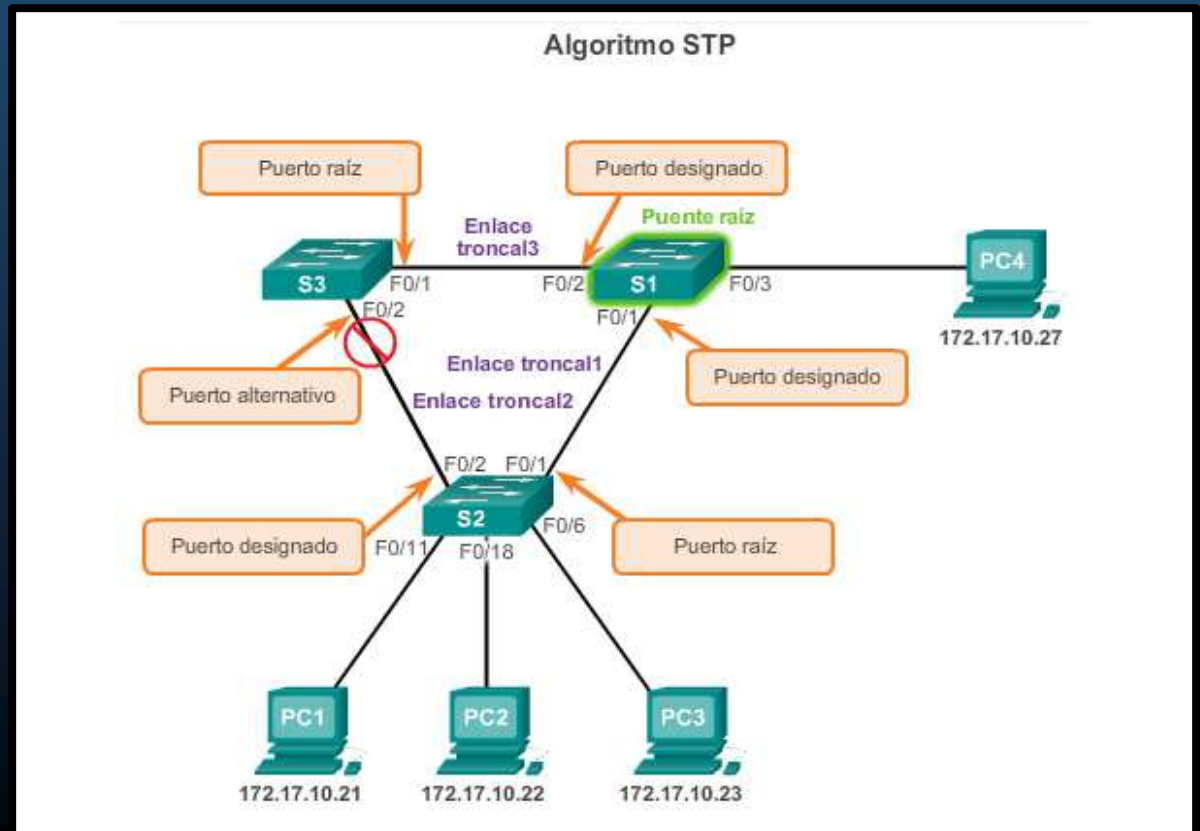 Algoritmo STP
Puerto raíz
Puerto designado
Puente raíz
Enlace
troncal3
S3
F0/1
F0/2
S1
F0/3
PC4
F0/2
F0/1
172.17.10.27
Enlace troncal1
Puerto designado
Puerto alternativo
Enlace troncal2
F0/2
F0/1
S2
F0/6
Puerto designado
F0/11
F0/18
Puerto raíz
PC1
PC2
PC3
172.17.10.21
172.17.10.22
172.17.10.23